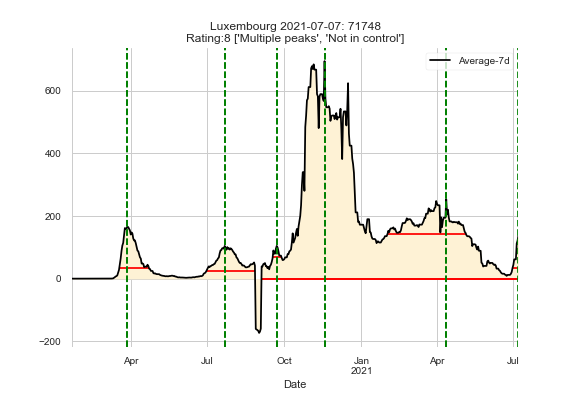 Luxembourg 2021-07-07: 71748
Rating:8 ['Multiple peaks', 'Not in control']
Average-7d
600
400
200
0
−200
Apr
Jul
Oct
Jan
2021
Apr
Jul
Date